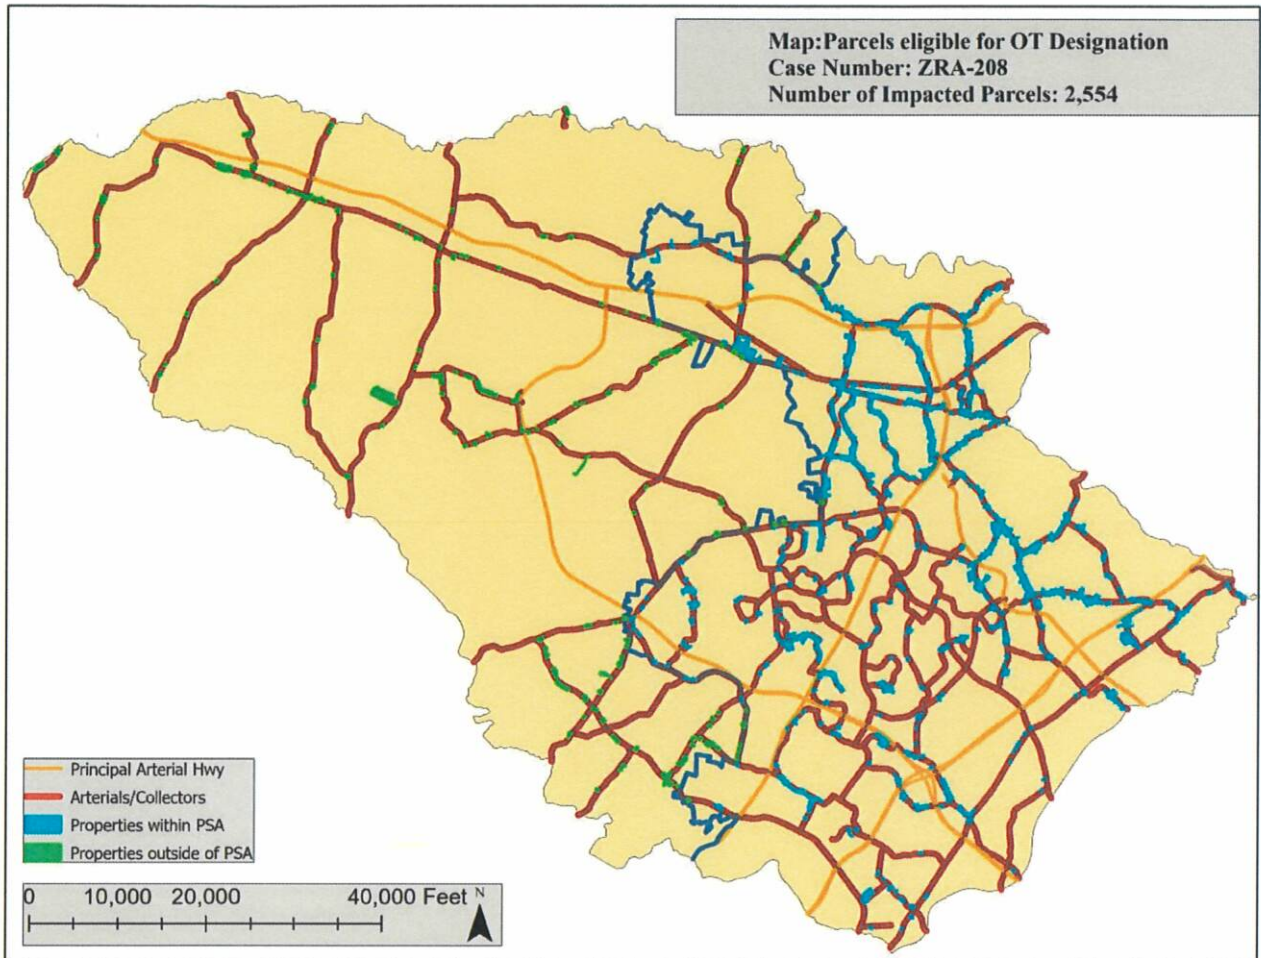 Map:Parcels eligible for OT Designation
Case Number: ZRA-208
Number of Impacted Parcels: 2,554
Principal Arterial Hwy
Arterials/Collectors
Properties within PSA
Properties outside of PSA
0 10,000 20,000 40,000 Feet N